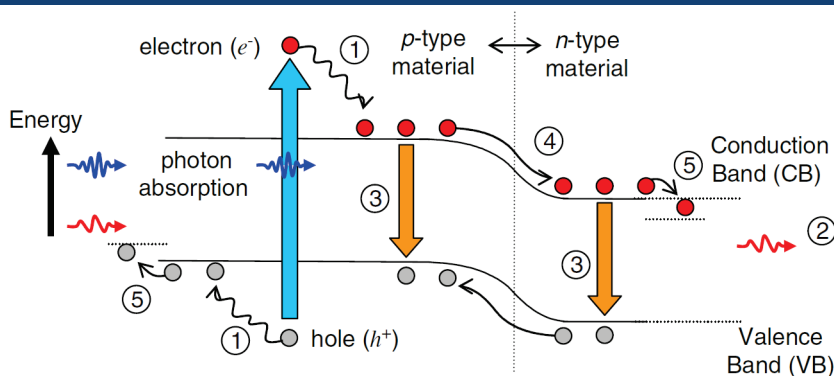 electron (e-)
①
p-type
material
n-type
material
Energy
photon
absorption
③
④
Conduction
Band (CB)
⑤
②
③
⑤
①
hole (h+)
Valence
Band (VB)